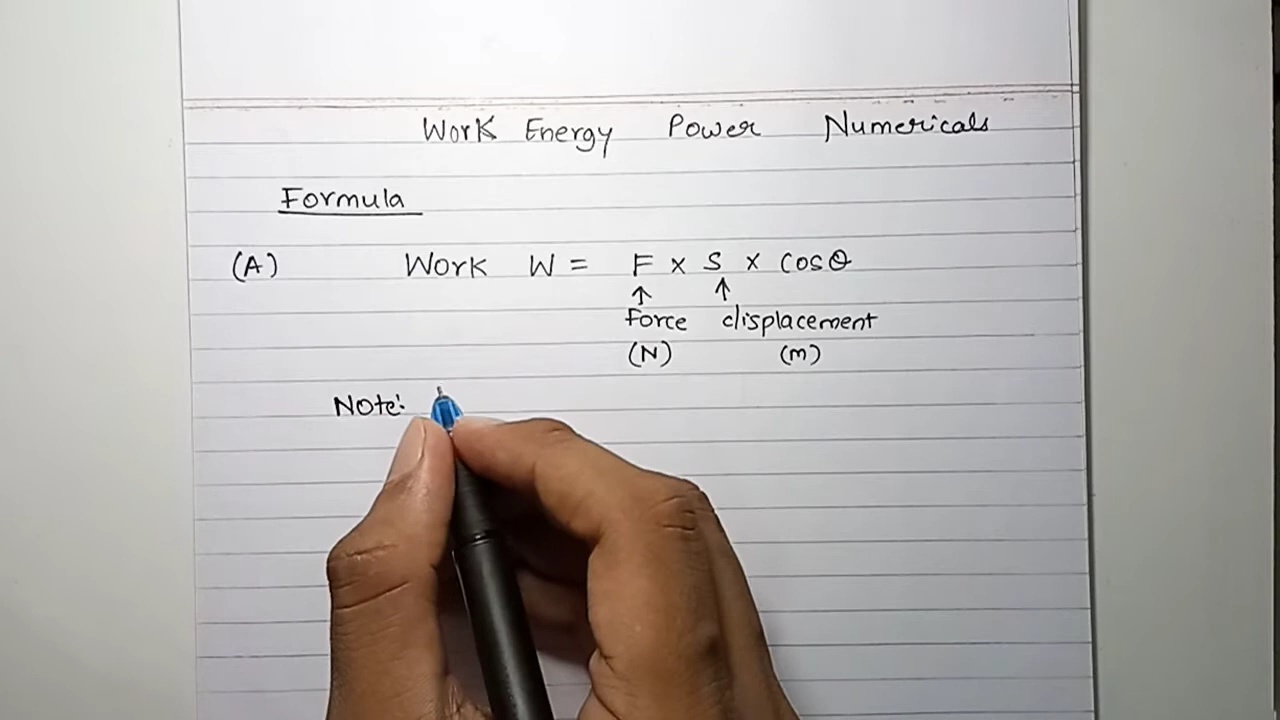 Work Energy Power Numericals
Formula
(A) Work W = F × S × Cosθ
↑ ↑
force displacement
(N) (m)
Note: